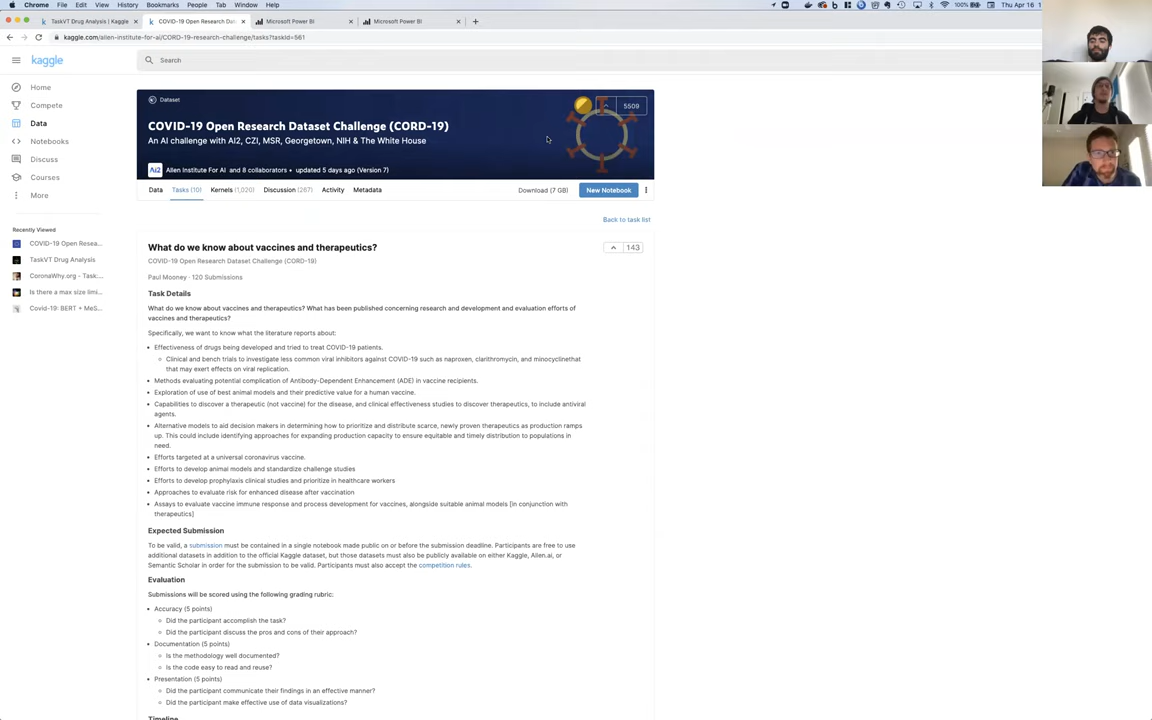 Chrome File Edit View History Bookmarks People Tab Window Help 100% Thu Apr 16 1
TaskVT Drug Analysis | Kaggle
COVID-19 Open Research Dat
Microsoft Power BI
Microsoft Power BI
kaggle.com/allen-institute-for-ai/CORD-19-research-challenge/tasks?taskId=561
kaggle
Search
Home
Compete
Data
Notebooks
Discuss
Courses
More
Recently Viewed
COVID-19 Open Resea...
TaskVT Drug Analysis
CoronaWhy.org - Task:...
Is there a max size limi...
Covid-19: BERT + MeS...
Dataset
5509
COVID-19 Open Research Dataset Challenge (CORD-19)
An AI challenge with AI2, CZI, MSR, Georgetown, NIH & The White House
Ai2 Allen Institute For AI and 8 collaborators • updated 5 days ago (Version 7)
Data Tasks (10) Kernels (1,020) Discussion (267) Activity Metadata Download (7 GB) New Notebook
Back to task list
What do we know about vaccines and therapeutics?
143
COVID-19 Open Research Dataset Challenge (CORD-19)
Paul Mooney · 120 Submissions
Task Details
What do we know about vaccines and therapeutics? What has been published concerning research and development and evaluation efforts of
vaccines and therapeutics?
Specifically, we want to know what the literature reports about:
• Effectiveness of drugs being developed and tried to treat COVID-19 patients.
Clinical and bench trials to investigate less common viral inhibitors against COVID-19 such as naproxen, clarithromycin, and minocyclinethat
that may exert effects on viral replication.
• Methods evaluating potential complication of Antibody-Dependent Enhancement (ADE) in vaccine recipients.
• Exploration of use of best animal models and their predictive value for a human vaccine.
• Capabilities to discover a therapeutic (not vaccine) for the disease, and clinical effectiveness studies to discover therapeutics, to include antiviral
agents.
• Alternative models to aid decision makers in determining how to prioritize and distribute scarce, newly proven therapeutics as production ramps
up. This could include identifying approaches for expanding production capacity to ensure equitable and timely distribution to populations in
need.
• Efforts targeted at a universal coronavirus vaccine.
• Efforts to develop animal models and standardize challenge studies
• Efforts to develop prophylaxis clinical studies and prioritize in healthcare workers
• Approaches to evaluate risk for enhanced disease after vaccination
• Assays to evaluate vaccine immune response and process development for vaccines, alongside suitable animal models [in conjunction with
therapeutics]
Expected Submission
To be valid, a submission must be contained in a single notebook made public on or before the submission deadline. Participants are free to use
additional datasets in addition to the official Kaggle dataset, but those datasets must also be publicly available on either Kaggle, Allen.ai, or
Semantic Scholar in order for the submission to be valid. Participants must also accept the competition rules.
Evaluation
Submissions will be scored using the following grading rubric:
• Accuracy (5 points)
Did the participant accomplish the task?
Did the participant discuss the pros and cons of their approach?
• Documentation (5 points)
Is the methodology well documented?
Is the code easy to read and reuse?
• Presentation (5 points)
Did the participant communicate their findings in an effective manner?
Did the participant make effective use of data visualizations?
Timeline